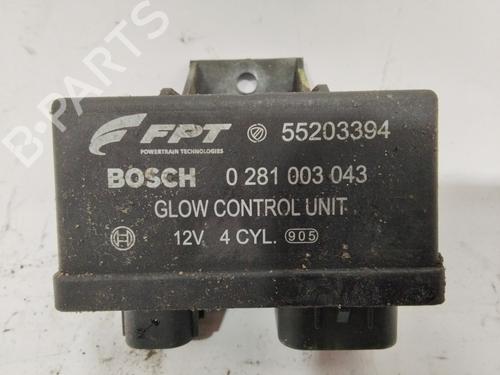 B-PARTS
FPT 55203394
POWERTRAIN TECHNOLOGIES
BOSCH 0 281 003 043
GLOW CONTROL UNIT
12V 4 CYL. 905